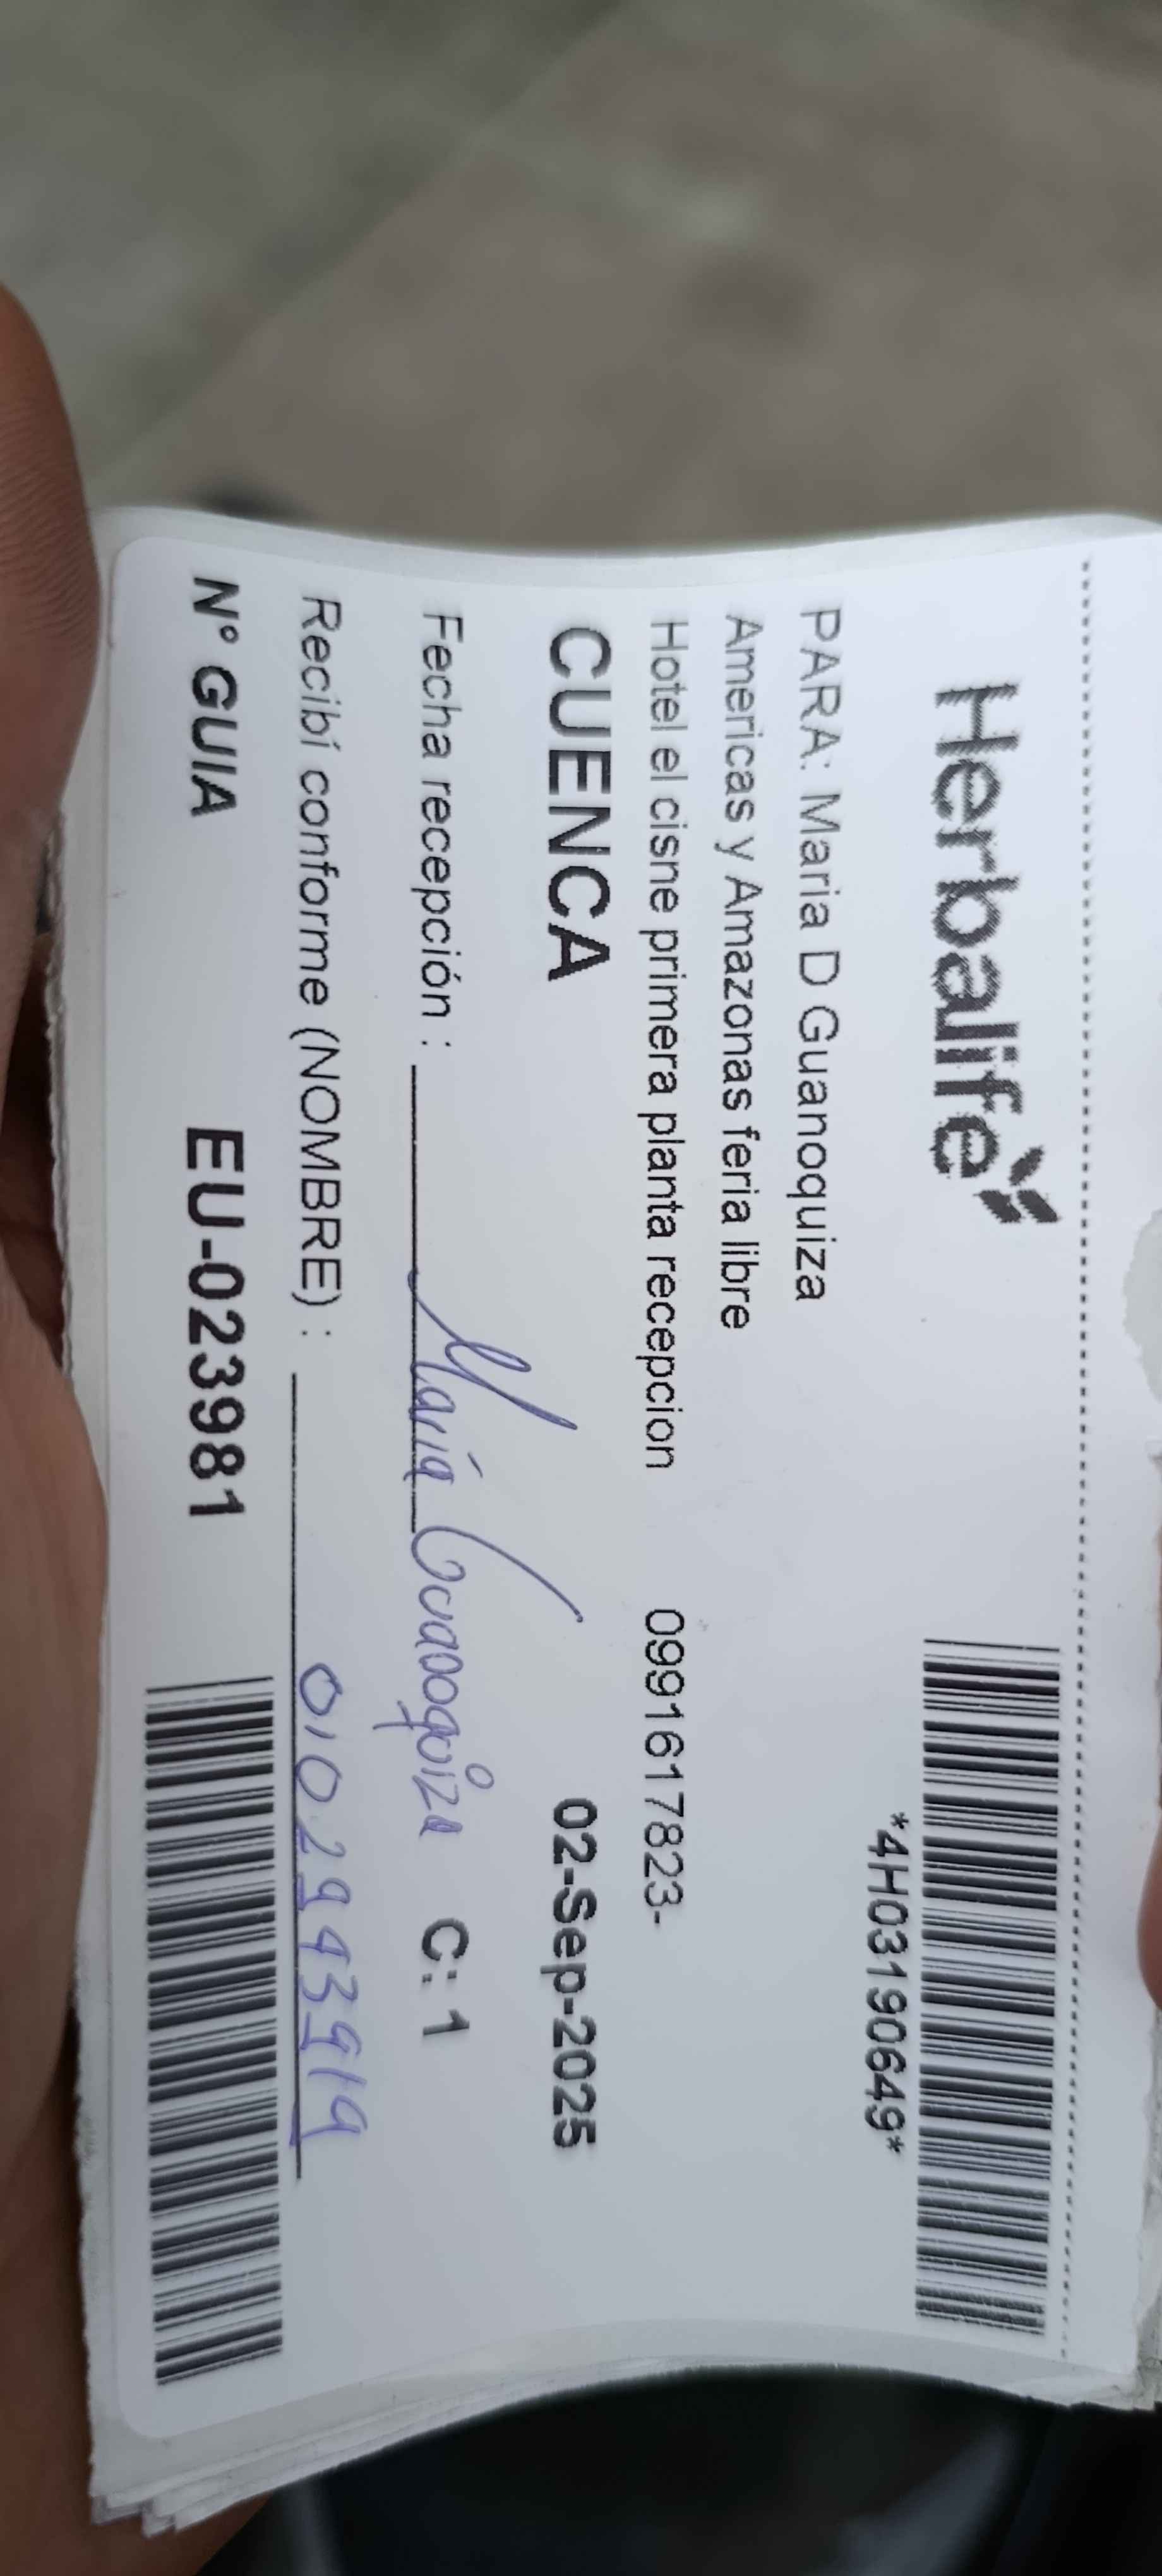 Herbalife
*4H03190649*
PARA: Maria D Guanoquiza
Americas y Amazonas feria libre
Hotel el cisne primera planta recepcion 0991617823-
CUENCA 02-Sep-2025
Fecha recepción : María Guanoquiza C: 1
Recibí conforme (NOMBRE) : 0102943919
N° GUIA EU-023981